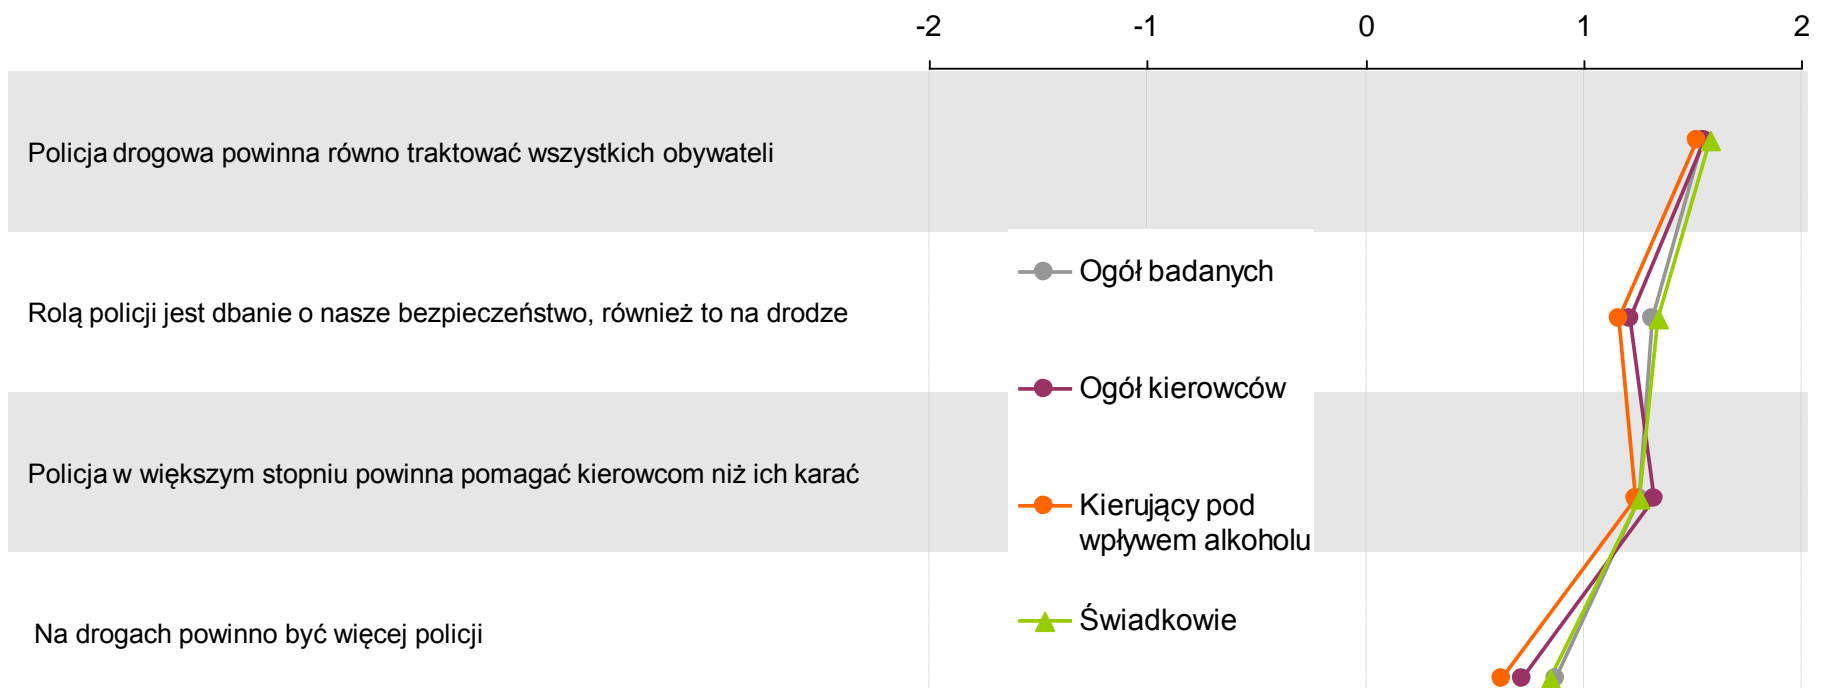 -2 -1 0 1 2
Policja drogowa powinna równo traktować wszystkich obywateli
Ogół badanych
Rolą policji jest dbanie o nasze bezpieczeństwo, również to na drodze
Ogół kierowców
Policja w większym stopniu powinna pomagać kierowcom niż ich karać
Kierujący pod
wpływem alkoholu
Świadkowie
Na drogach powinno być więcej policji